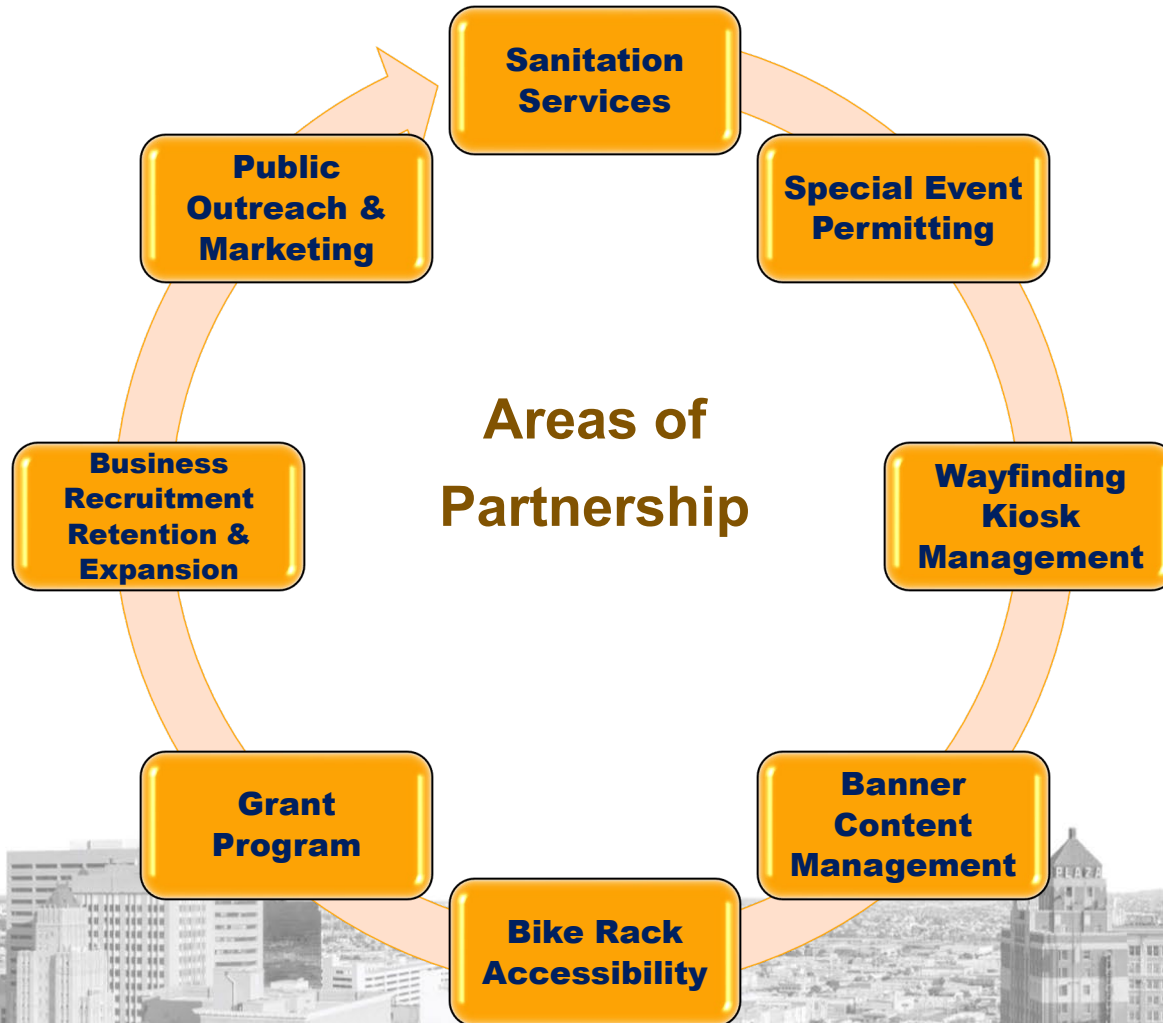 Sanitation
Services
Special Event
Permitting
Wayfinding
Kiosk
Management
Banner
Content
Management
Bike Rack
Accessibility
Grant
Program
Business
Recruitment
Retention &
Expansion
Public
Outreach &
Marketing
Areas of
Partnership
PLAZA